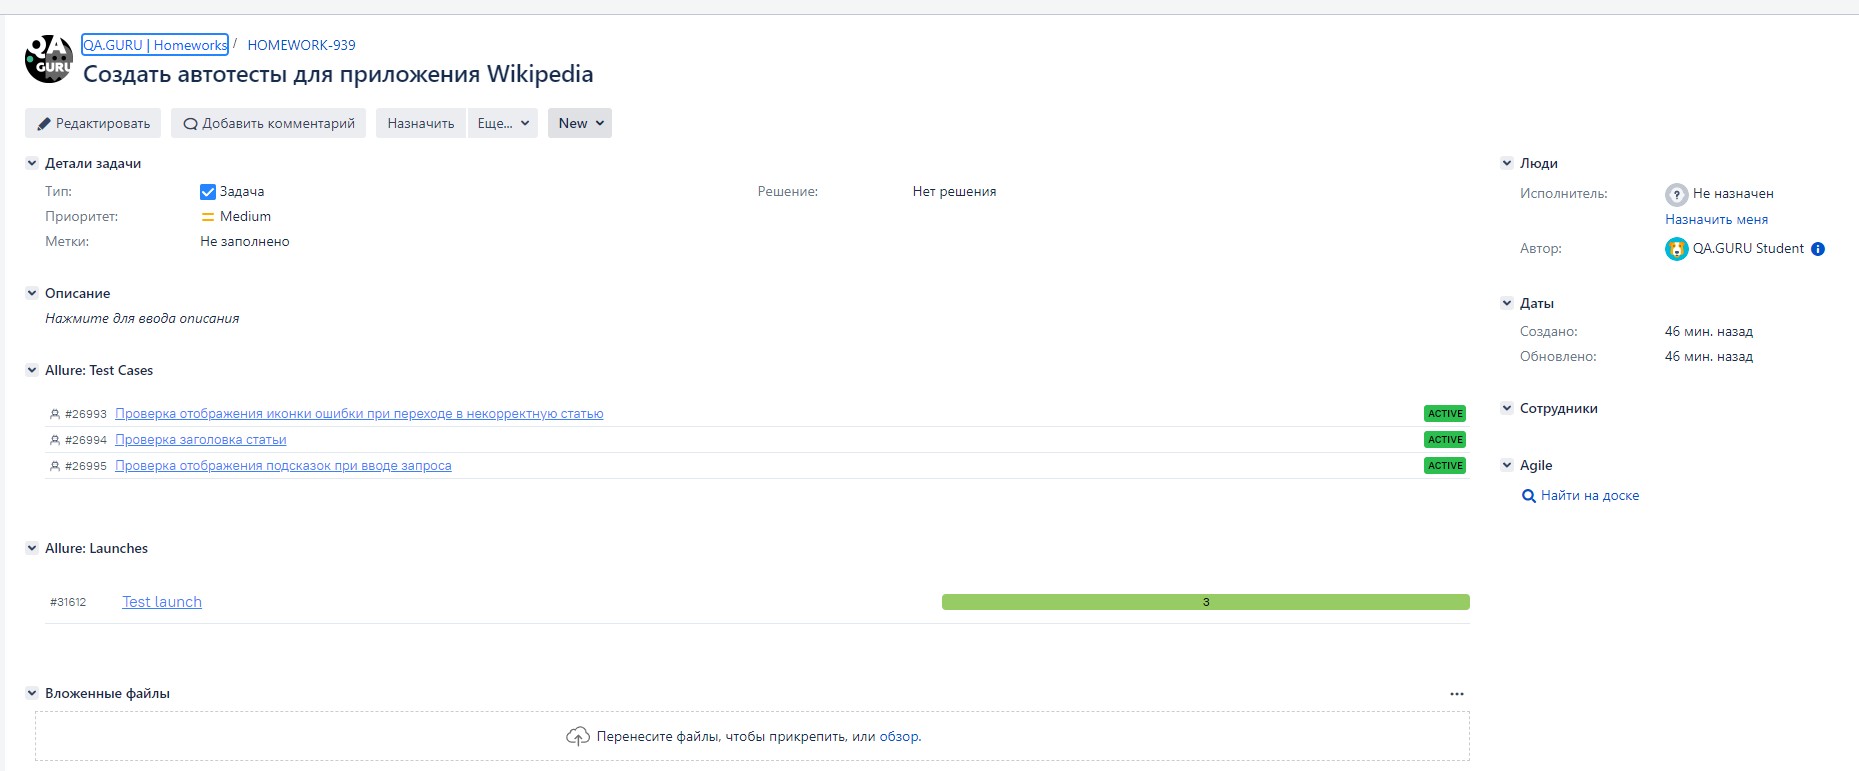 QA GURU
QA.GURU | Homeworks / HOMEWORK-939
Создать автотесты для приложения Wikipedia
Редактировать Добавить комментарий Назначить Еще... New
Детали задачи
Тип: Задача Решение: Нет решения
Приоритет: Medium
Метки: Не заполнено
Описание
Нажмите для ввода описания
Allure: Test Cases
#26993 Проверка отображения иконки ошибки при переходе в некорректную статью ACTIVE
#26994 Проверка заголовка статьи ACTIVE
#26995 Проверка отображения подсказок при вводе запроса ACTIVE
Allure: Launches
#31612 Test launch 3
Вложенные файлы
Перенесите файлы, чтобы прикрепить, или обзор.
Люди
Исполнитель: Не назначен
Назначить меня
Автор: QA.GURU Student
Даты
Создано: 46 мин. назад
Обновлено: 46 мин. назад
Сотрудники
Agile
Найти на доске